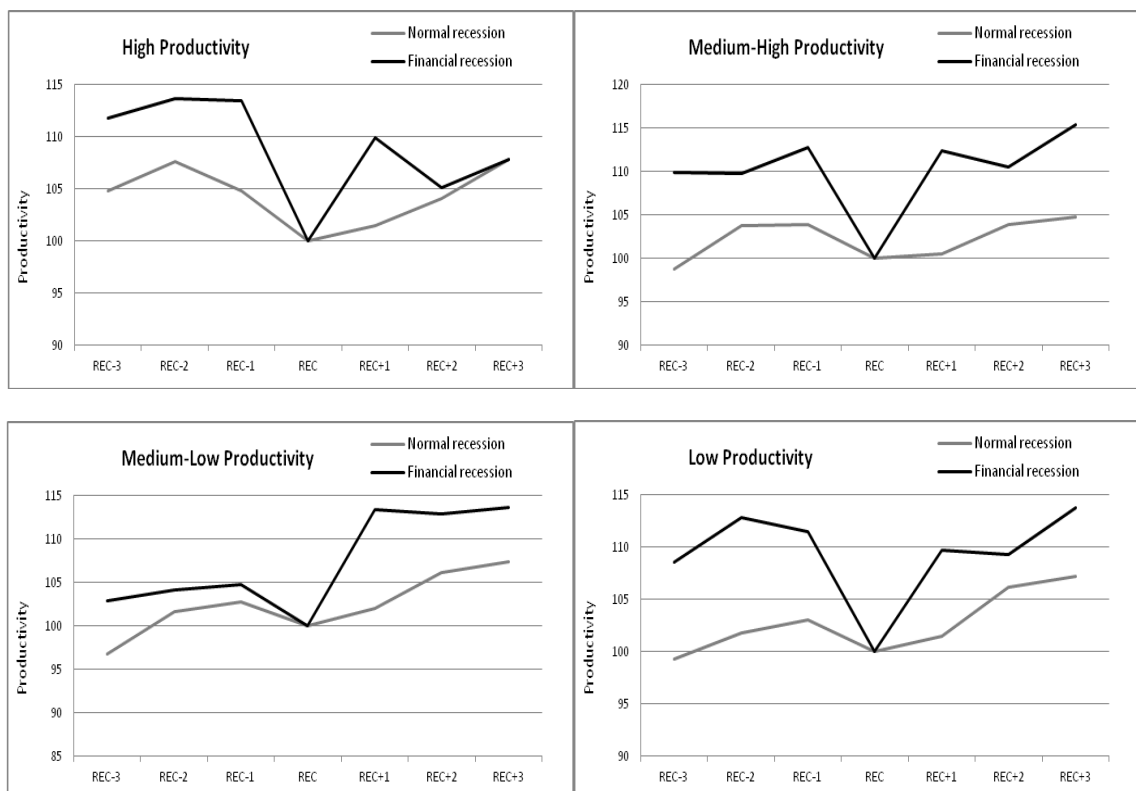 High Productivity
Normal recession
Financial recession
115
110
105
100
95
90
Productivity
REC-3 REC-2 REC-1 REC REC+1 REC+2 REC+3
Medium-High Productivity
Normal recession
Financial recession
120
115
110
105
100
95
90
Productivity
REC-3 REC-2 REC-1 REC REC+1 REC+2 REC+3
Medium-Low Productivity
Normal recession
Financial recession
115
110
105
100
95
90
85
Productivity
REC-3 REC-2 REC-1 REC REC+1 REC+2 REC+3
Low Productivity
Normal recession
Financial recession
115
110
105
100
95
90
Productivity
REC-3 REC-2 REC-1 REC REC+1 REC+2 REC+3